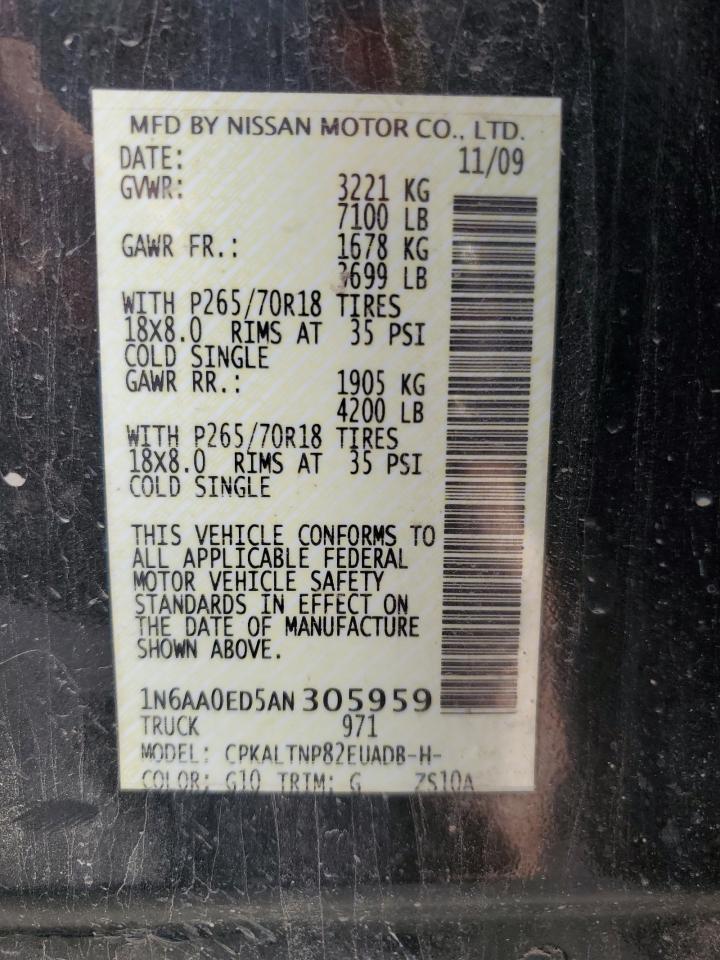 MFD BY NISSAN MOTOR CO., LTD.
DATE: 11/09
GVWR: 3221 KG
7100 LB
GAWR FR.: 1678 KG
3699 LB
WITH P265/70R18 TIRES
18X8.0 RIMS AT 35 PSI
COLD SINGLE
GAWR RR.: 1905 KG
4200 LB
WITH P265/70R18 TIRES
18X8.0 RIMS AT 35 PSI
COLD SINGLE
THIS VEHICLE CONFORMS TO
ALL APPLICABLE FEDERAL
MOTOR VEHICLE SAFETY
STANDARDS IN EFFECT ON
THE DATE OF MANUFACTURE
SHOWN ABOVE.
1N6AA0ED5AN305959
TRUCK 971
MODEL: CPKALTNP82EUADB-H-
COLOR: G10 TRIM: G ZS10A